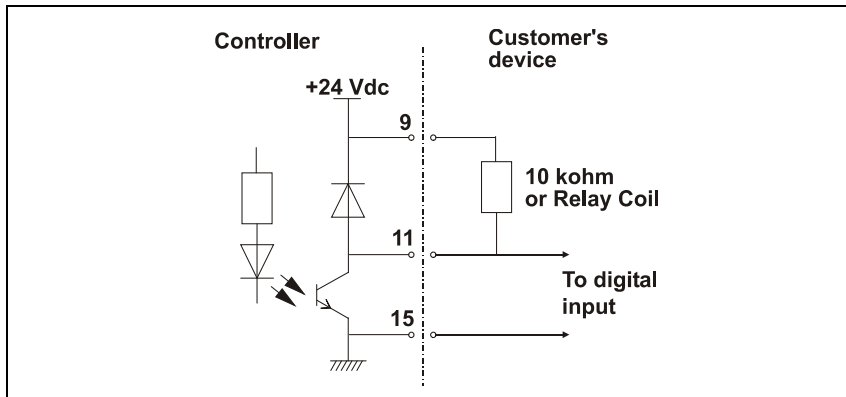 Controller
Customer's
device
+24 Vdc
9
10 kohm
or Relay Coil
11
To digital
input
15